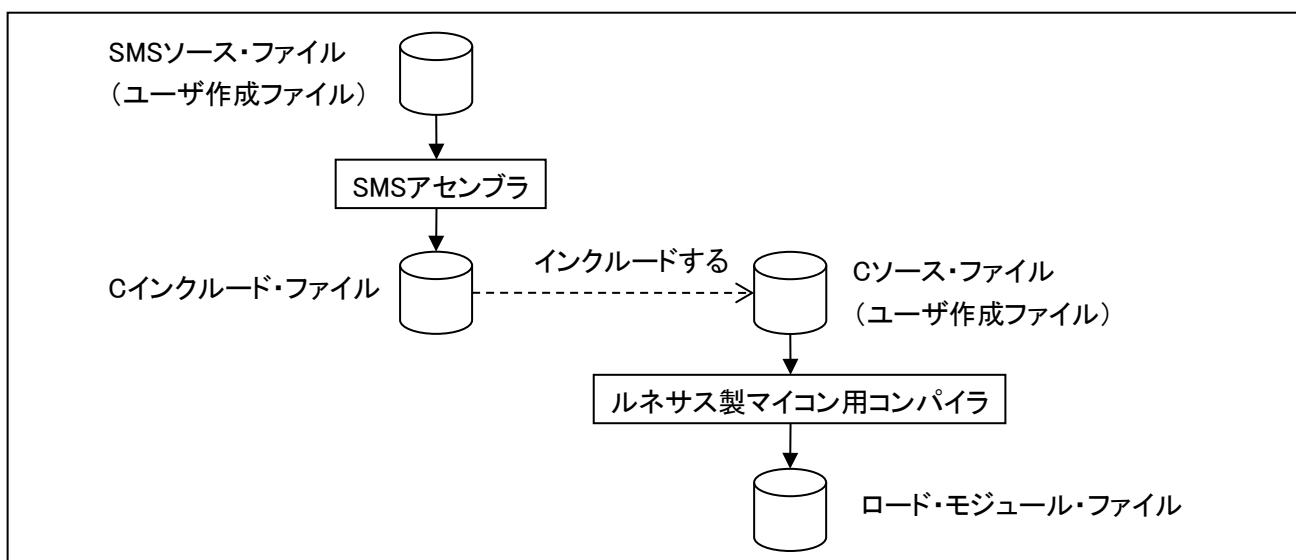 SMSソース・ファイル
（ユーザ作成ファイル）
SMSアセンブラ
Cインクルード・ファイル
インクルードする
Cソース・ファイル
（ユーザ作成ファイル）
ルネサス製マイコン用コンパイラ
ロード・モジュール・ファイル